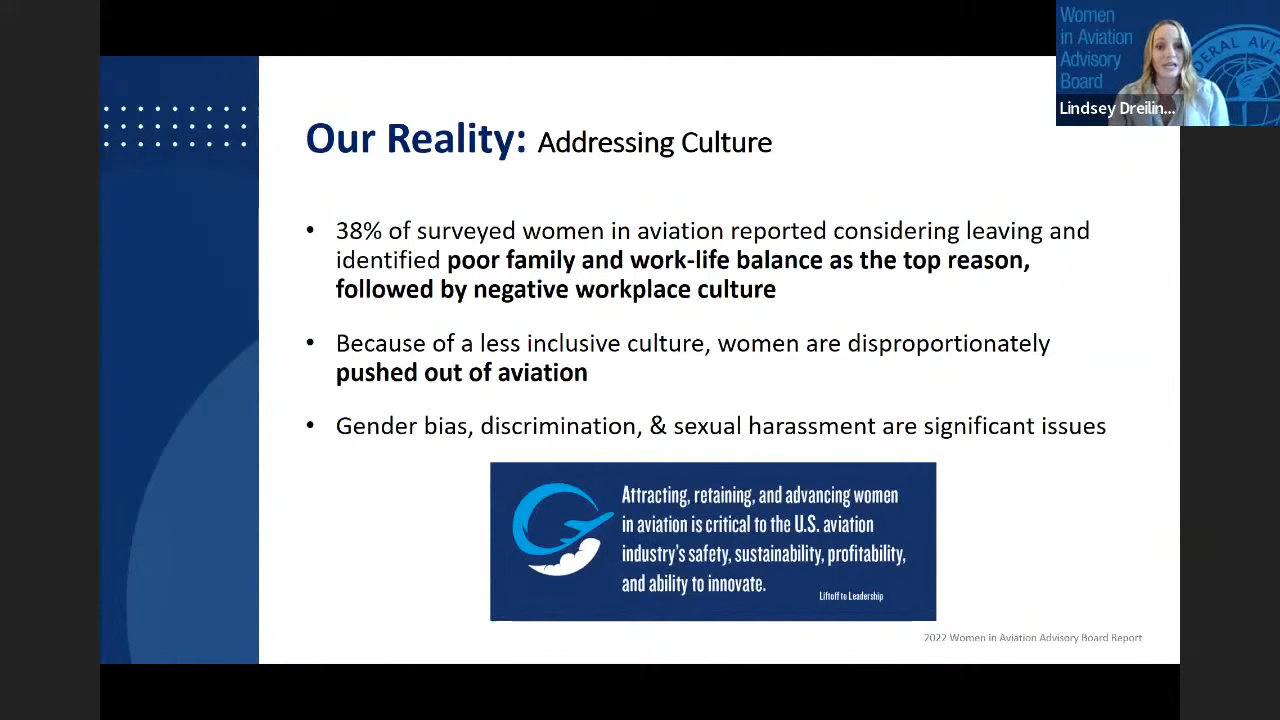 Women
in Aviation
Advisory
Board
Lindsey Dreilin...
Our Reality: Addressing Culture
• 38% of surveyed women in aviation reported considering leaving and
identified poor family and work-life balance as the top reason,
followed by negative workplace culture
• Because of a less inclusive culture, women are disproportionately
pushed out of aviation
• Gender bias, discrimination, & sexual harassment are significant issues
Attracting, retaining, and advancing women
in aviation is critical to the U.S. aviation
industry's safety, sustainability, profitability,
and ability to innovate.
Liftoff to Leadership
2022 Women in Aviation Advisory Board Report